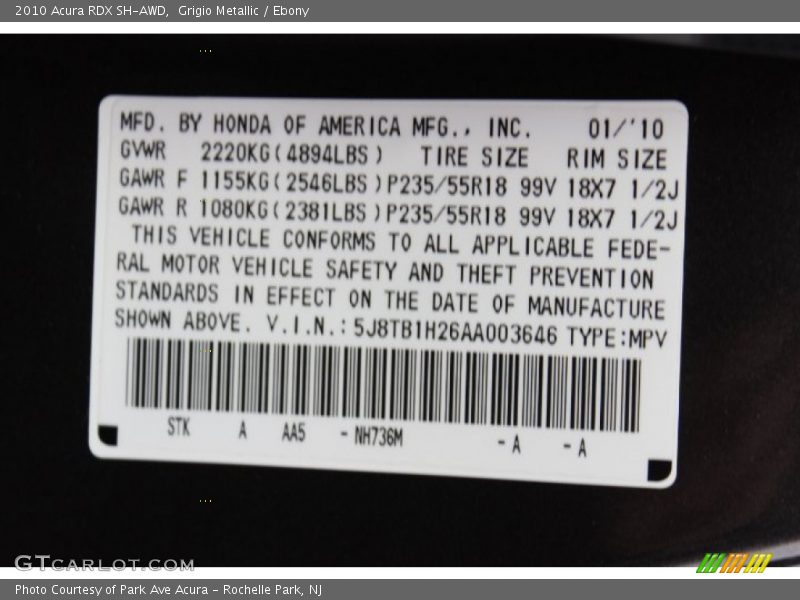 2010 Acura RDX SH-AWD,  Grigio Metallic / Ebony
MFD. BY HONDA OF AMERICA MFG., INC. 01/'10
GVWR 2220KG(4894LBS) TIRE SIZE RIM SIZE
GAWR F 1155KG(2546LBS)P235/55R18 99V 18X7 1/2J
GAWR R 1080KG(2381LBS)P235/55R18 99V 18X7 1/2J
THIS VEHICLE CONFORMS TO ALL APPLICABLE FEDE-
RAL MOTOR VEHICLE SAFETY AND THEFT PREVENTION
STANDARDS IN EFFECT ON THE DATE OF MANUFACTURE
SHOWN ABOVE. V.I.N.:5J8TB1H26AA003646 TYPE:MPV
STK A AA5 -NH736M -A -A
GTCARLOT.COM
Photo Courtesy of Park Ave Acura - Rochelle Park, NJ